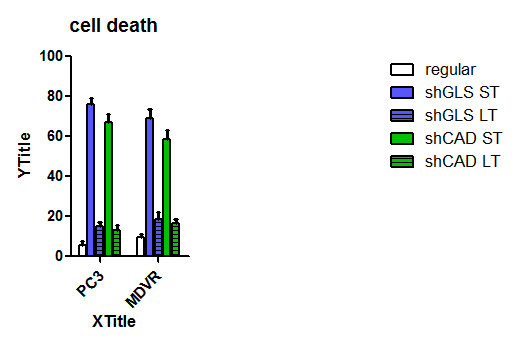 cell death
100
80
60
40
20
0
YTitle
PC3
MDVR
XTitle
regular
shGLS ST
shGLS LT
shCAD ST
shCAD LT